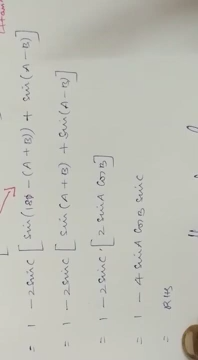 = 1 - 2sinC [sin(180 - (A+B)) + sin(A-B)]
= 1 - 2sinC [sin(A+B) + sin(A-B)]
= 1 - 2sinC · [2 sinA cosB]
= 1 - 4 sinA cosB sinC
= RHS